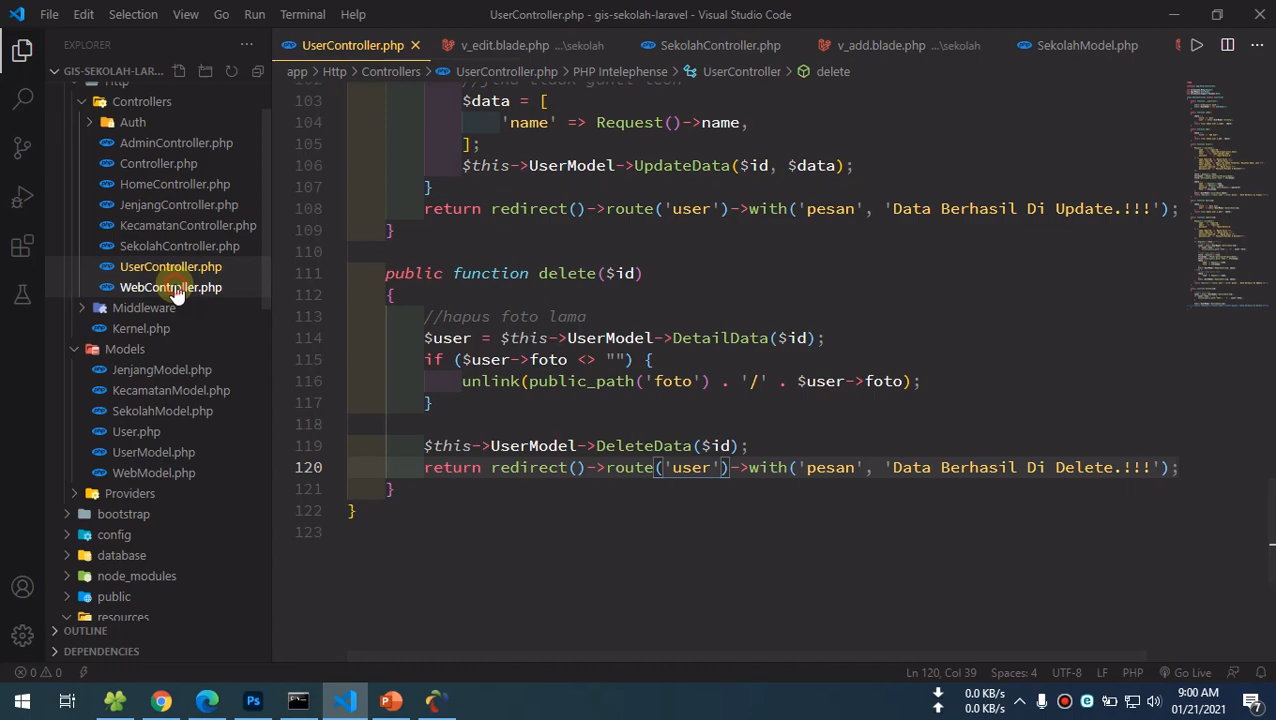 File Edit Selection View Go Run Terminal Help UserController.php - gis-sekolah-laravel - Visual Studio Code
EXPLORER
UserController.php v_edit.blade.php ...\sekolah SekolahController.php v_add.blade.php ...\sekolah SekolahModel.php
GIS-SEKOLAH-LAR...
app > Http > Controllers > UserController.php > PHP Intelephense > UserController > delete
Http
Controllers
Auth
AdminController.php
Controller.php
HomeController.php
JenjangController.php
KecamatanController.php
SekolahController.php
UserController.php
WebController.php
Middleware
Kernel.php
Models
JenjangModel.php
KecamatanModel.php
SekolahModel.php
User.php
UserModel.php
WebModel.php
Providers
bootstrap
config
database
node_modules
public
resources
OUTLINE
DEPENDENCIES
103 $data = [
104 'name' => Request()->name,
105 ];
106 $this->UserModel->UpdateData($id, $data);
107 }
108 return redirect()->route('user')->with('pesan', 'Data Berhasil Di Update.!!!');
109 }
110
111 public function delete($id)
112 {
113 //hapus foto lama
114 $user = $this->UserModel->DetailData($id);
115 if ($user->foto <> "") {
116 unlink(public_path('foto') . '/' . $user->foto);
117 }
118
119 $this->UserModel->DeleteData($id);
120 return redirect()->route('user')->with('pesan', 'Data Berhasil Di Delete.!!!');
121 }
122 }
123
0 0 Ln 120, Col 39 Spaces: 4 UTF-8 LF PHP Go Live
0.0 KB/s
0.0 KB/s
9:00 AM
01/21/2021
7